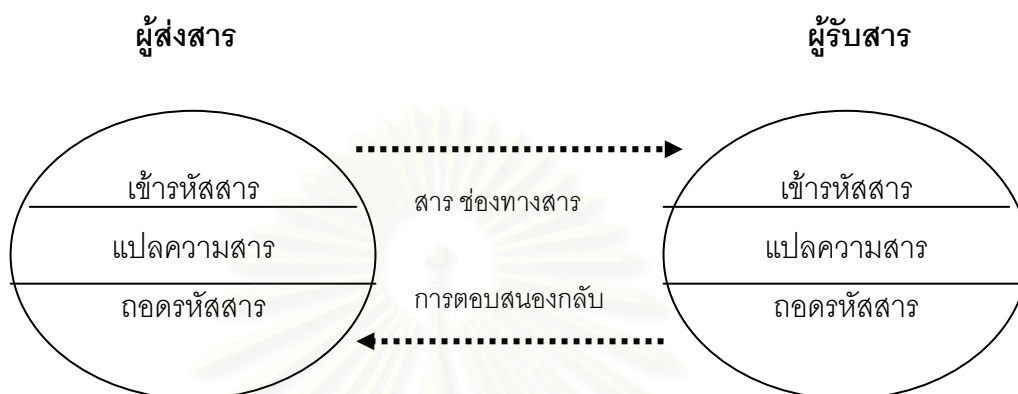 ผู้ส่งสาร ผู้รับสาร
เข้ารหัสสาร สาร ช่องทางสาร เข้ารหัสสาร
แปลความสาร แปลความสาร
ถอดรหัสสาร การตอบสนองกลับ ถอดรหัสสาร